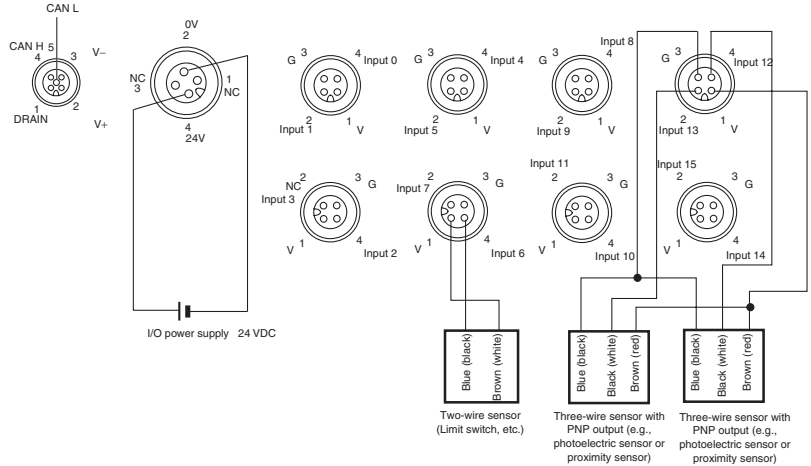 CAN L
CAN H 5
4 3 V−
1 2
DRAIN V+
0V
2
NC
3
1
NC
4
24V
I/O power supply 24 VDC
G 3 4 Input 0
2 1 V
Input 1
G 3 4 Input 4
2 1 V
Input 5
Input 8
G 3 4
2 1 V
Input 9
G 3 4 Input 12
2 1 V
Input 13
NC 2 3 G
Input 3
V 1 4 Input 2
Input 7 2 3 G
V 1 4 Input 6
Input 11
2 3 G
V 1 4 Input 10
Input 15
2 3 G
V 1 4 Input 14
Blue (black)
Brown (white)
Two-wire sensor
(Limit switch, etc.)
Blue (black)
Black (white)
Brown (red)
Three-wire sensor with
PNP output (e.g.,
photoelectric sensor or
proximity sensor)
Blue (black)
Black (white)
Brown (red)
Three-wire sensor with
PNP output (e.g.,
photoelectric sensor or
proximity sensor)